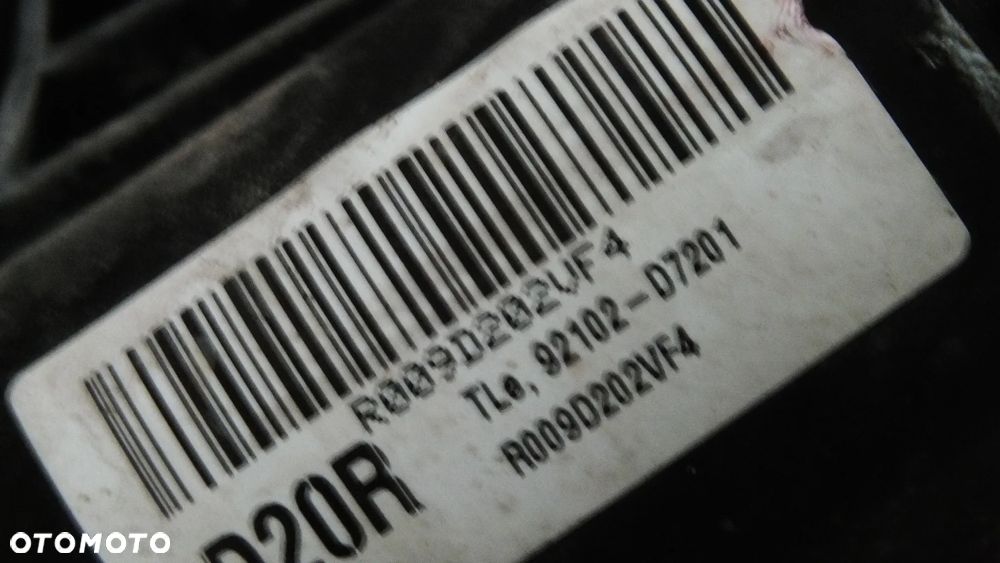 R009D202VF4
TLe, 92102-D7201
R009D202VF4
D20R
OTOMOTO